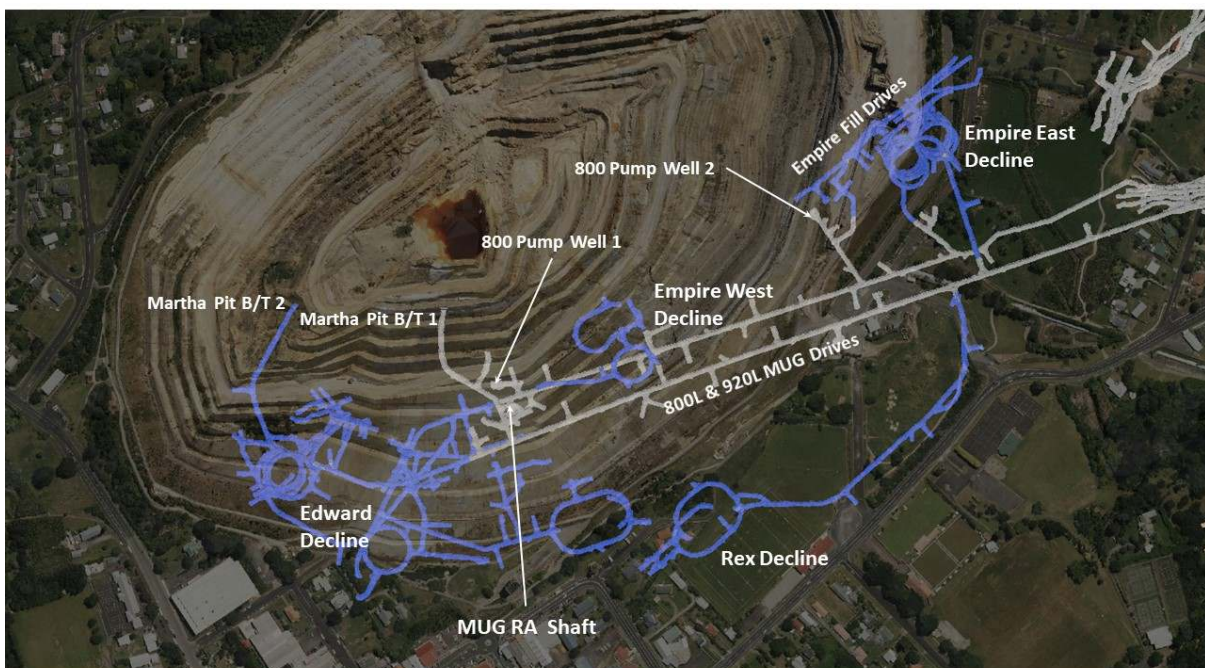 Empire Fill Drives
Empire East
Decline
800 Pump Well 2
800 Pump Well 1
Martha Pit B/T 2
Martha Pit B/T 1
Empire West
Decline
800L & 920L MUG Drives
Edward
Decline
Rex Decline
MUG RA Shaft